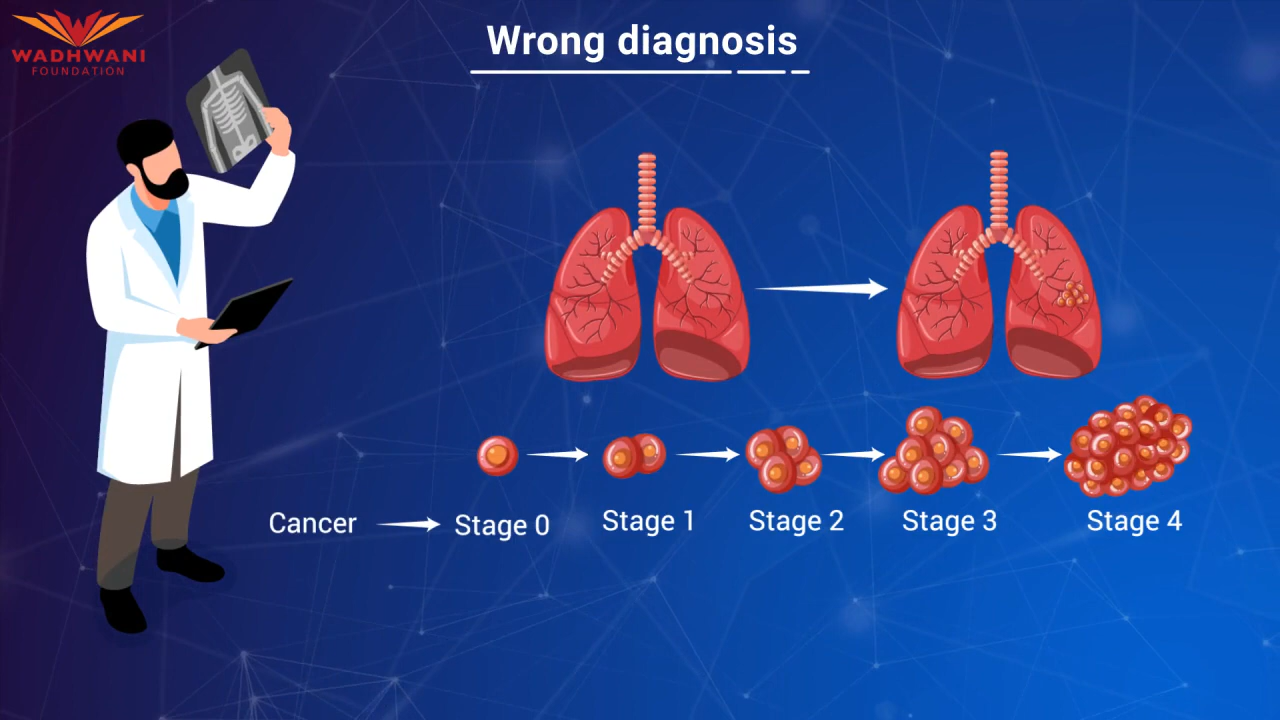 WADHWANI
FOUNDATION
Wrong diagnosis
Cancer
Stage 0
Stage 1
Stage 2
Stage 3
Stage 4